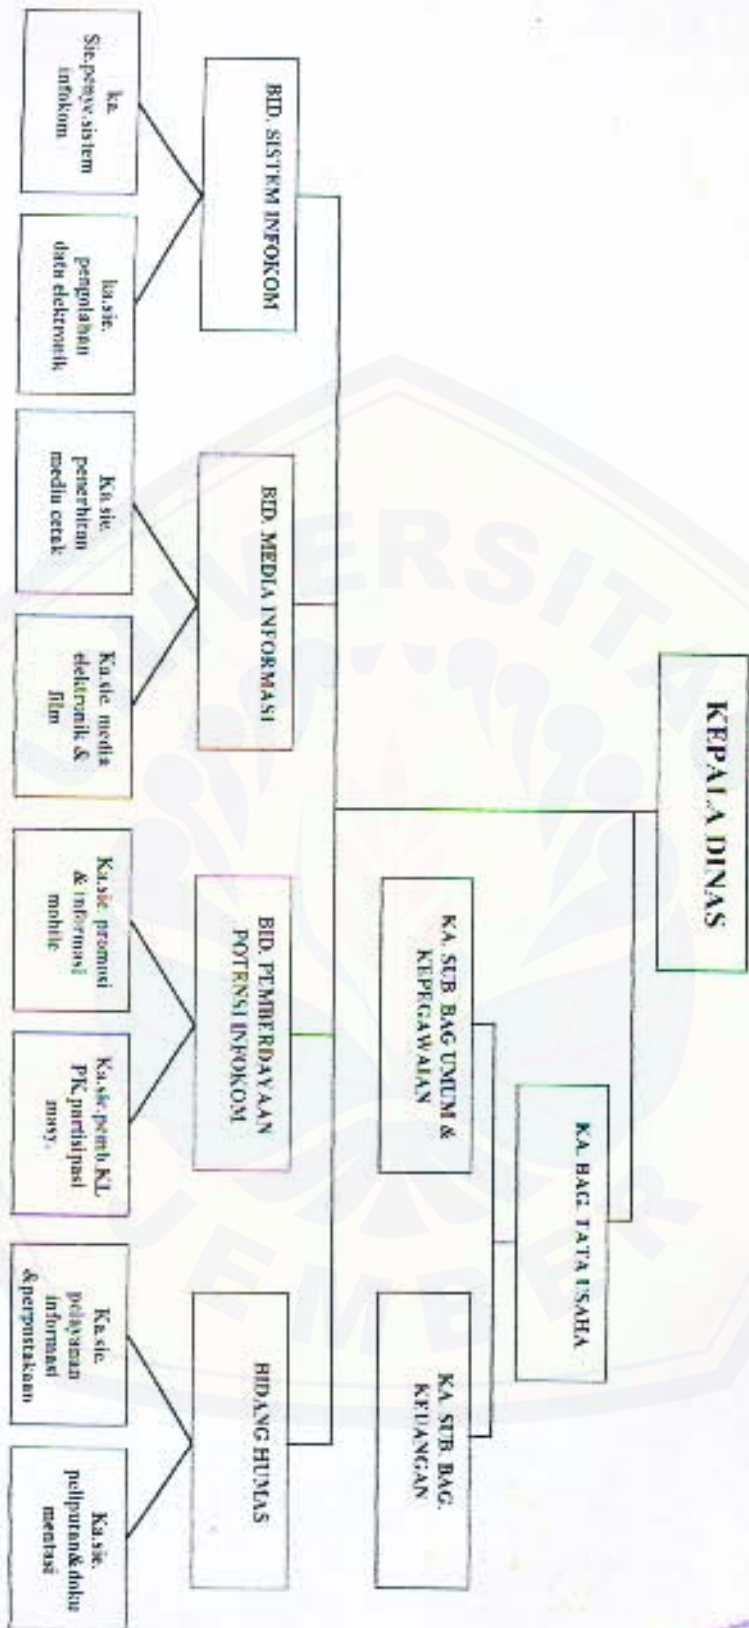 KEPALA DINAS
KA. BAG. TATA USAHA
KA. SUB. BAG UMUM &
KEPEGAWAIAN
KA. SUB. BAG.
KEUANGAN
BID. SISTEM INFOKOM
BID. MEDIA INFORMASI
BID. PEMBERDAYAAN
POTENSI INFOKOM
BIDANG HUMAS
ka.
Sie.penye.sistem
infokom
ka.sie.
pengolahan
data elektronik
Ka.sie.
penerbitan
media cetak
Ka.sie. media
elektronik &
film
Ka.sie. promosi
& informasi
mobile
Ka.sie.pemb.KL
PK.partisipasi
masy.
Ka.sie.
pelayanan
informasi
&perpustakaan
Ka.sie.
peliputan&doku
mentasi
UNIVERSITAS
JEMBER